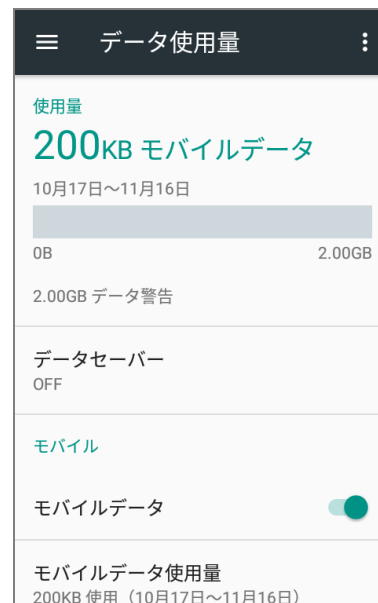 データ使用量
使用量
200KB モバイルデータ
10月17日～11月16日
0B 2.00GB
2.00GB データ警告
データセーバー
OFF
モバイル
モバイルデータ
モバイルデータ使用量
200KB 使用（10月17日～11月16日）